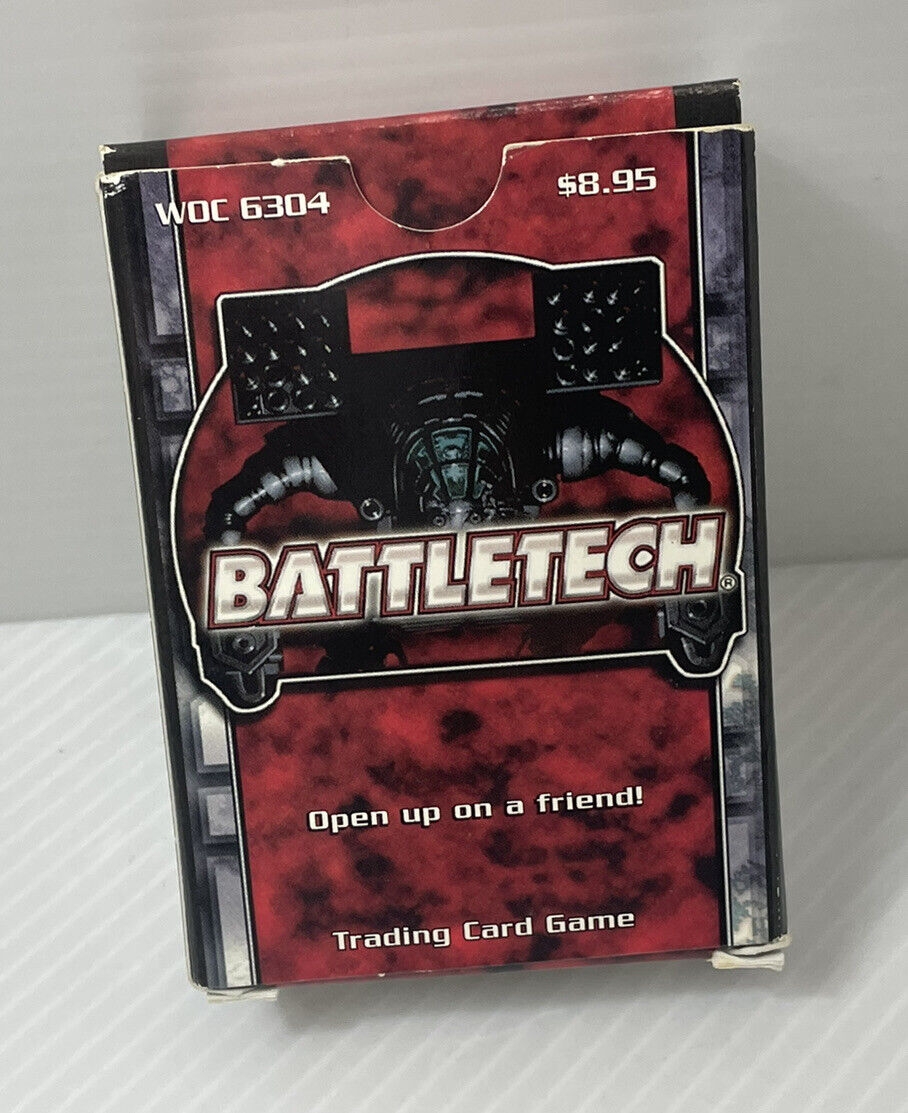 WOC 6304
$8.95
BATTLETECH®
Open up on a friend!
Trading Card Game